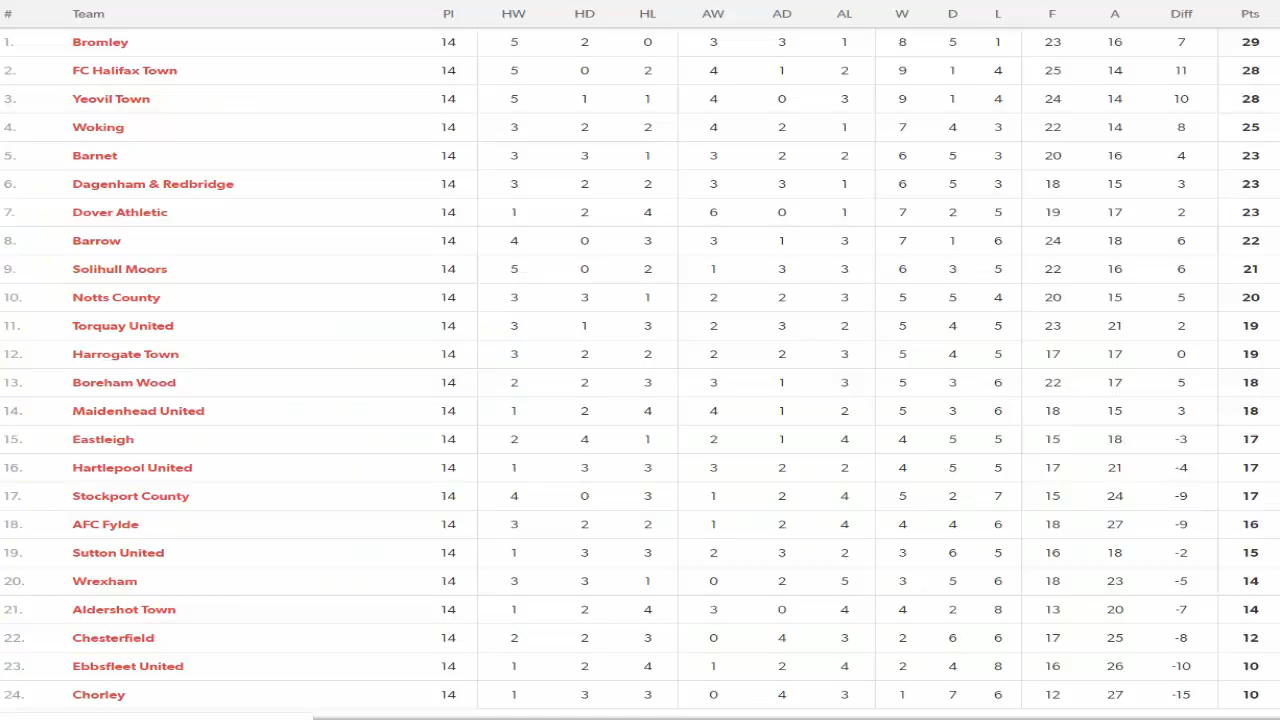 # Team Pl HW HD HL AW AD AL W D L F A Diff Pts
1. Bromley 14 5 2 0 3 3 1 8 5 1 23 16 7 29
2. FC Halifax Town 14 5 0 2 4 1 2 9 1 4 25 14 11 28
3. Yeovil Town 14 5 1 1 4 0 3 9 1 4 24 14 10 28
4. Woking 14 3 2 2 4 2 1 7 4 3 22 14 8 25
5. Barnet 14 3 3 1 3 2 2 6 5 3 20 16 4 23
6. Dagenham & Redbridge 14 3 2 2 3 3 1 6 5 3 18 15 3 23
7. Dover Athletic 14 1 2 4 6 0 1 7 2 5 19 17 2 23
8. Barrow 14 4 0 3 3 1 3 7 1 6 24 18 6 22
9. Solihull Moors 14 5 0 2 1 3 3 6 3 5 22 16 6 21
10. Notts County 14 3 3 1 2 2 3 5 5 4 20 15 5 20
11. Torquay United 14 3 1 3 2 3 2 5 4 5 23 21 2 19
12. Harrogate Town 14 3 2 2 2 2 3 5 4 5 17 17 0 19
13. Boreham Wood 14 2 2 3 3 1 3 5 3 6 22 17 5 18
14. Maidenhead United 14 1 2 4 4 1 2 5 3 6 18 15 3 18
15. Eastleigh 14 2 4 1 2 1 4 4 5 5 15 18 -3 17
16. Hartlepool United 14 1 3 3 3 2 2 4 5 5 17 21 -4 17
17. Stockport County 14 4 0 3 1 2 4 5 2 7 15 24 -9 17
18. AFC Fylde 14 3 2 2 1 2 4 4 4 6 18 27 -9 16
19. Sutton United 14 1 3 3 2 3 2 3 6 5 16 18 -2 15
20. Wrexham 14 3 3 1 0 2 5 3 5 6 18 23 -5 14
21. Aldershot Town 14 1 2 4 3 0 4 4 2 8 13 20 -7 14
22. Chesterfield 14 2 2 3 0 4 3 2 6 6 17 25 -8 12
23. Ebbsfleet United 14 1 2 4 1 2 4 2 4 8 16 26 -10 10
24. Chorley 14 1 3 3 0 4 3 1 7 6 12 27 -15 10